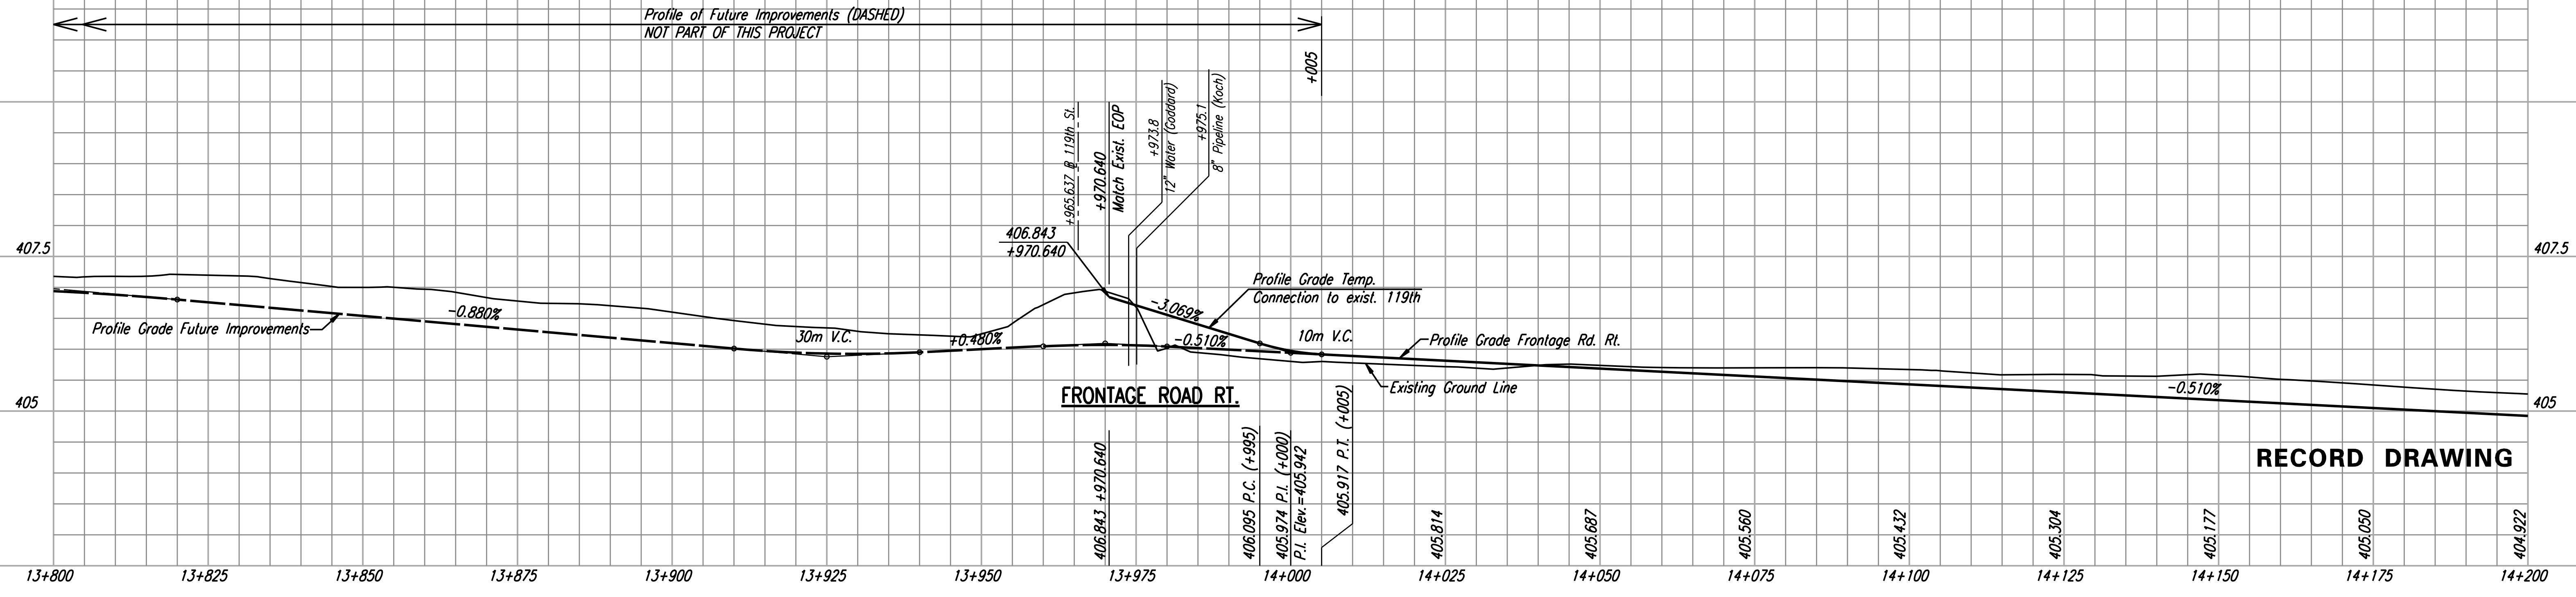 Profile of Future Improvements (DASHED)
NOT PART OF THIS PROJECT
+005
+965.637 @ 119th St.
+970.640
Match Exist. EOP
+973.8
12" Water (Goddard)
+975.1
8" Pipeline (Koch)
406.843
+970.640
407.5
407.5
Profile Grade Temp.
Connection to exist. 119th
-3.069%
-0.880%
Profile Grade Future Improvements
30m V.C.
+0.480%
-0.510%
10m V.C.
Profile Grade Frontage Rd. Rt.
Existing Ground Line
-0.510%
405
405
FRONTAGE ROAD RT.
RECORD DRAWING
406.843 +970.640
406.095 P.C. (+995)
405.974 P.I. (+000)
P.I. Elev.=405.942
405.917 P.T. (+005)
405.814
405.687
405.560
405.432
405.304
405.177
405.050
404.922
13+800
13+825
13+850
13+875
13+900
13+925
13+950
13+975
14+000
14+025
14+050
14+075
14+100
14+125
14+150
14+175
14+200